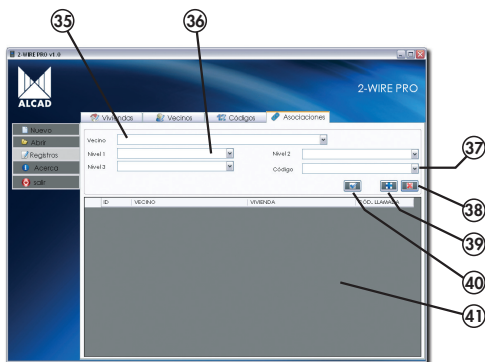 35
36
2-WIRE PRO v1.0
ALCAD
2-WIRE PRO
Viviendas
Vecinos
Códigos
Asociaciones
Nuevo
Abrir
Registros
Acerca
salir
Vecino
Nivel 1
Nivel 2
Nivel 3
Código
37
38
39
40
41
ID
VECINO
VIVIENDA
CÓD. LLAMADA